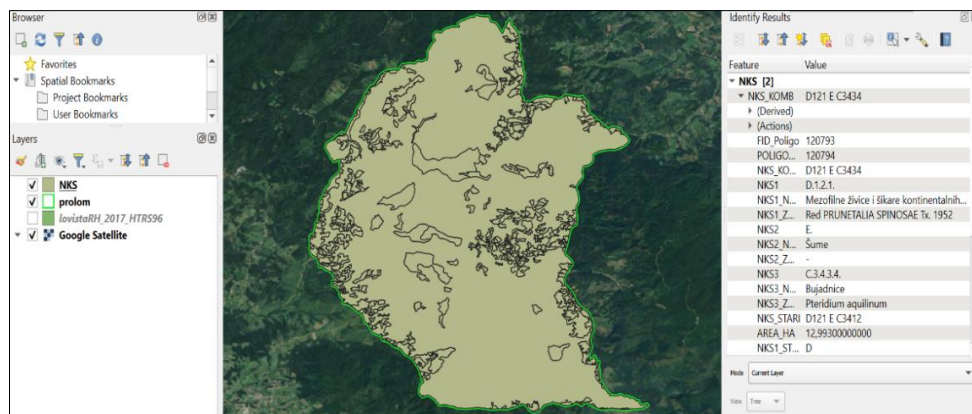 Browser
Favorites
Spatial Bookmarks
Project Bookmarks
User Bookmarks
Layers
NKS
prolom
lovistaRH_2017_HTRS96
Google Satellite
Identify Results
Feature Value
NKS [2]
NKS_KOMB D121 E C3434
(Derived)
(Actions)
FID_Poligo 120793
POLIGO... 120794
NKS_KO... D121 E C3434
NKS1 D.1.2.1.
NKS1_N... Mezofilne živice i šikare kontinentalnih...
NKS1_Z... Red PRUNETALIA SPINOSAE Tx. 1952
NKS2 E.
NKS2_N... Šume
NKS2_Z... -
NKS3 C.3.4.3.4.
NKS3_N... Bujadnice
NKS3_Z... Pteridium aquilinum
NKS_STARI D121 E C3412
AREA_HA 12,99300000000
NKS1_ST... D
Mode Current Layer
View Tree